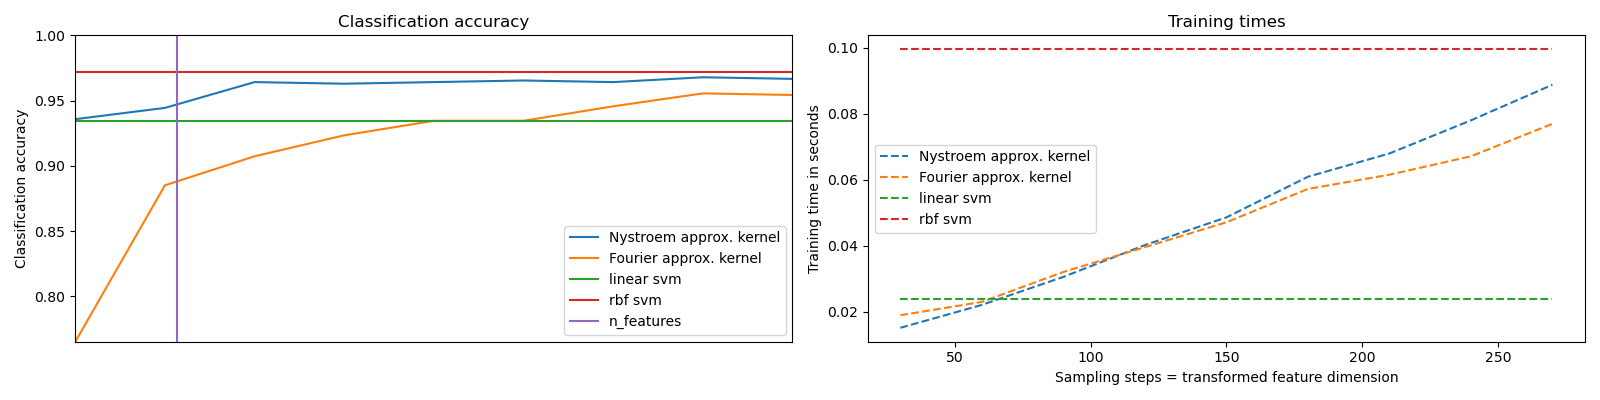 Classification accuracy
Classification accuracy
1.00
0.95
0.90
0.85
0.80
Nystroem approx. kernel
Fourier approx. kernel
linear svm
rbf svm
n_features
Training times
Training time in seconds
0.10
0.08
0.06
0.04
0.02
Nystroem approx. kernel
Fourier approx. kernel
linear svm
rbf svm
50 100 150 200 250
Sampling steps = transformed feature dimension